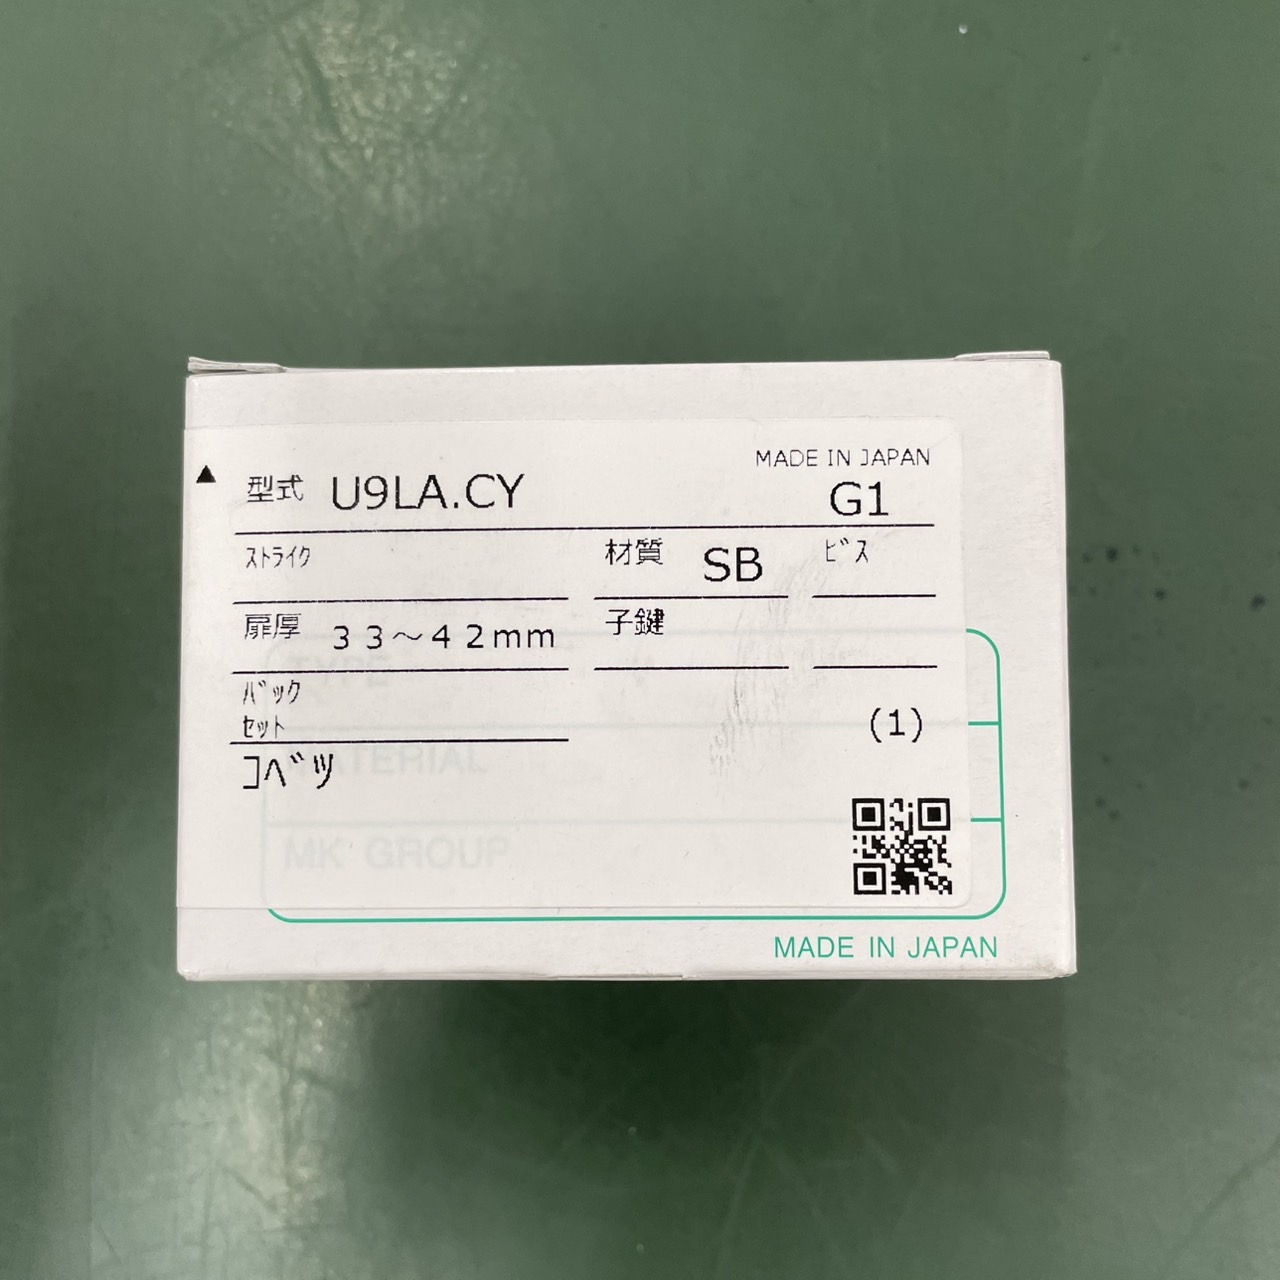 MADE IN JAPAN
▲ 型式 U9LA.CY G1
ｽﾄﾗｲｸ 材質 SB ﾋﾞｽ
扉厚 ３３～４２mm 子鍵
TYPE
ﾊﾞｯｸ
ｾｯﾄ (1)
MATERIAL
ｺﾍﾞﾂ
MK GROUP
MADE IN JAPAN